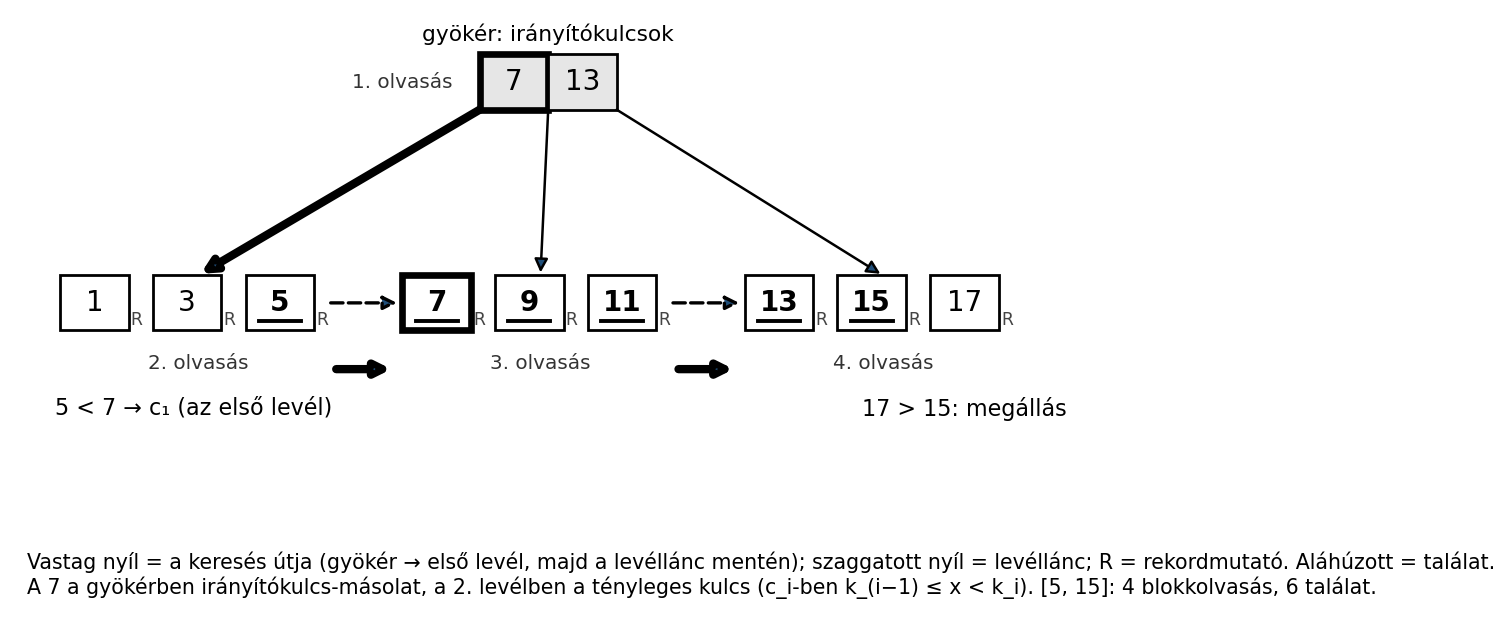 gyökér: irányítókulcsok
1. olvasás 7 13
1 R 3 R 5 R 7 R 9 R 11 R 13 R 15 R 17 R
2. olvasás 3. olvasás 4. olvasás
5 < 7 → c₁ (az első levél) 17 > 15: megállás
Vastag nyíl = a keresés útja (gyökér → első levél, majd a levéllánc mentén); szaggatott nyíl = levéllánc; R = rekordmutató. Aláhúzott = találat.
A 7 a gyökérben irányítókulcs-másolat, a 2. levélben a tényleges kulcs (c_i-ben k_(i−1) ≤ x < k_i). [5, 15]: 4 blokkolvasás, 6 találat.